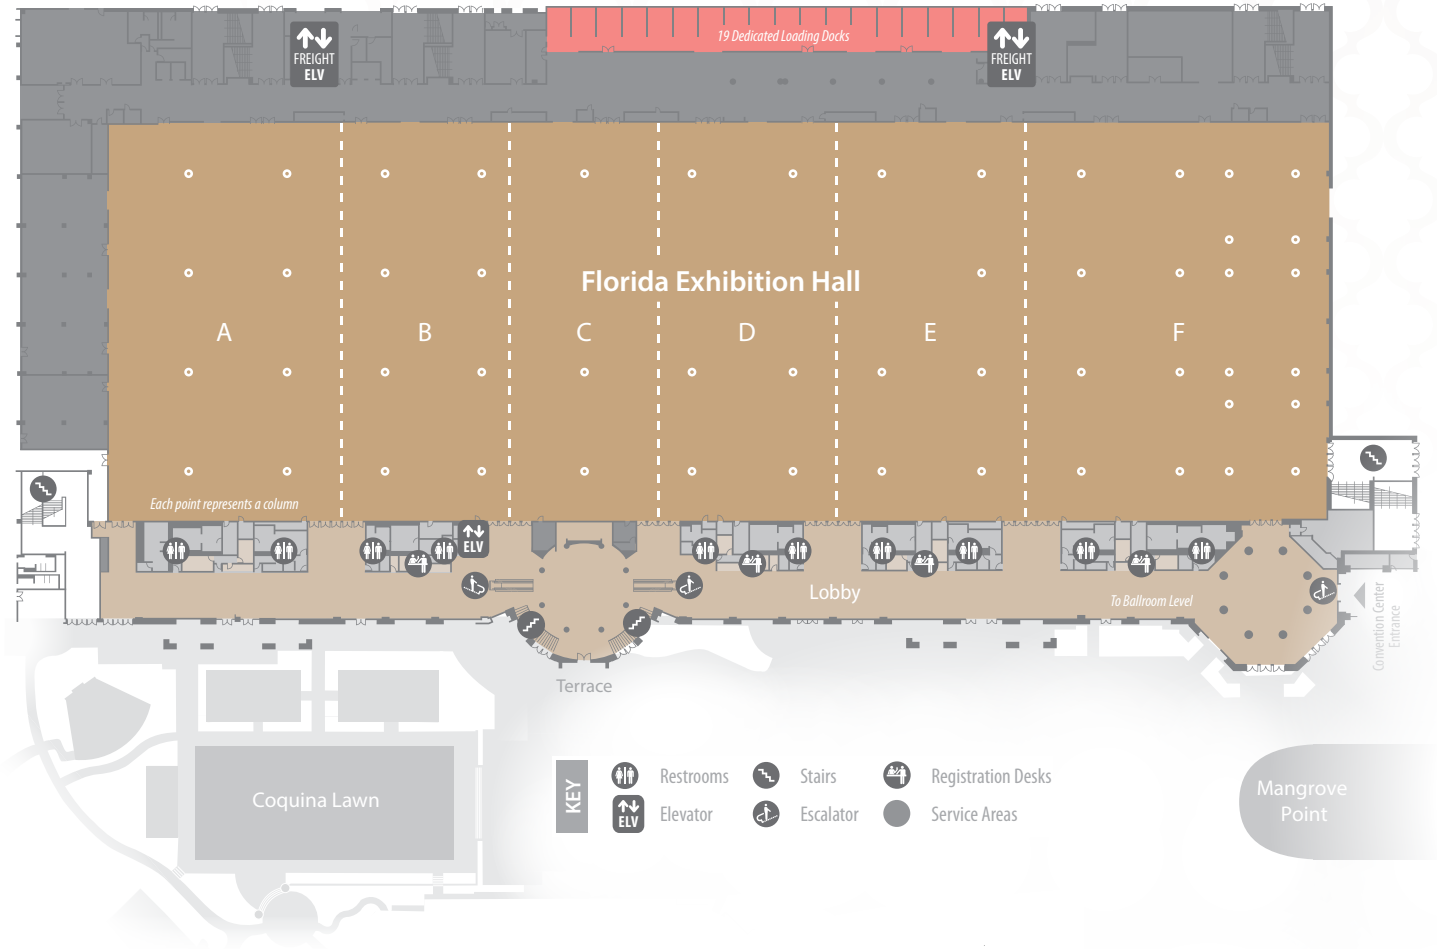 19 Dedicated Loading Docks
FREIGHT
ELV
FREIGHT
ELV
Florida Exhibition Hall
A
B
C
D
E
F
Each point represents a column
ELV
Lobby
To Ballroom Level
Convention Center
Entrance
Terrace
KEY
Restrooms
Stairs
Registration Desks
ELV
Elevator
Escalator
Service Areas
Coquina Lawn
Mangrove
Point